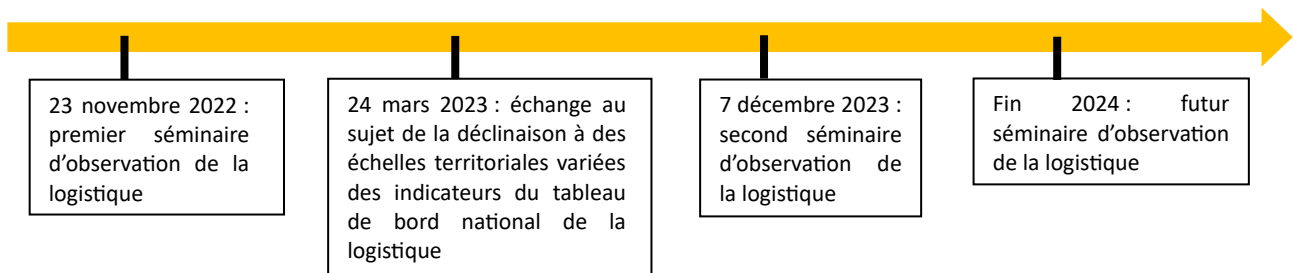 23 novembre 2022 :
premier séminaire
d’observation de la
logistique
24 mars 2023 : échange au
sujet de la déclinaison à des
échelles territoriales variées
des indicateurs du tableau
de bord national de la
logistique
7 décembre 2023 :
second séminaire
d’observation de
la logistique
Fin 2024 : futur
séminaire d’observation
de la logistique